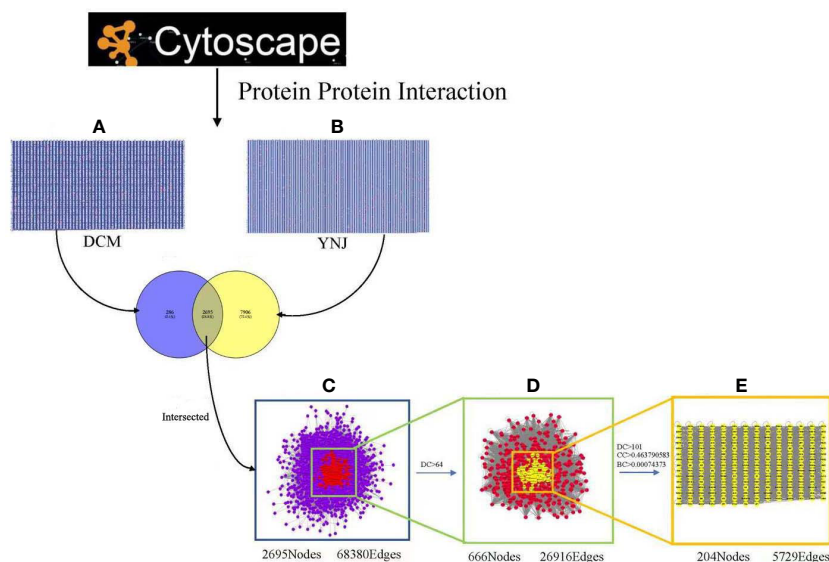 Cytoscape
Protein Protein Interaction
A
B
DCM
YNJ
286
2695
7906
Intersected
C
D
E
DC>64
DC>101
CC>0.463790583
BC>0.00074373
2695Nodes 68380Edges
666Nodes 26916Edges
204Nodes 5729Edges